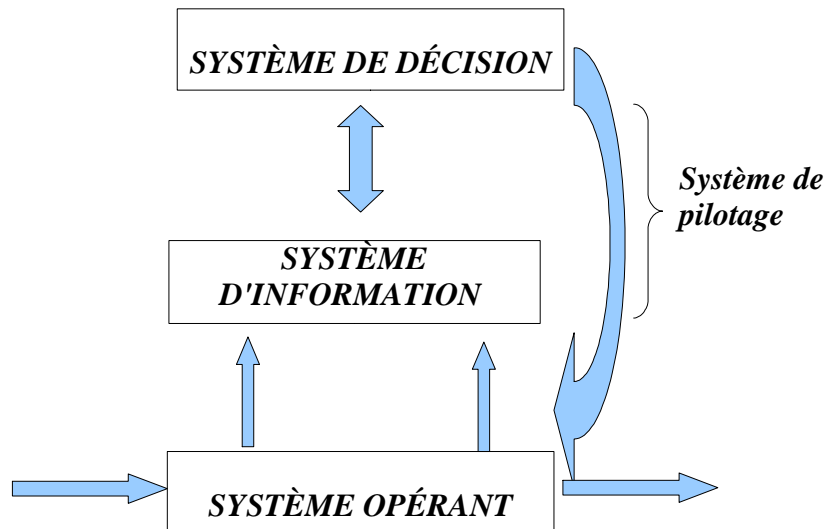 SYSTÈME DE DÉCISION
Système de
pilotage
SYSTÈME
D'INFORMATION
SYSTÈME OPÉRANT